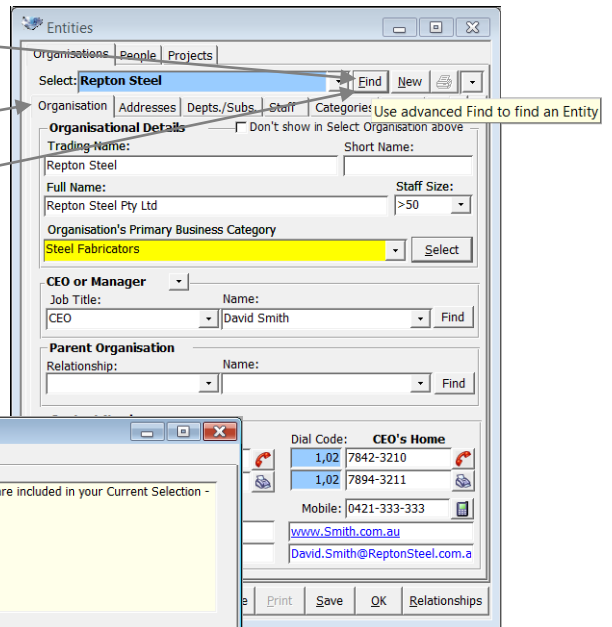 Entities
Organisations People Projects
Select: Repton Steel Find New
Organisation Addresses Depts./Subs. Staff Categories
Use advanced Find to find an Entity
Organisational Details Don't show in Select Organisation above
Trading Name: Short Name:
Repton Steel
Full Name: Staff Size:
Repton Steel Pty Ltd >50
Organisation's Primary Business Category
Steel Fabricators Select
CEO or Manager
Job Title: Name:
CEO David Smith Find
Parent Organisation
Relationship: Name:
Find
Dial Code: CEO's Home
1,02 7842-3210
1,02 7894-3211
are included in your Current Selection -
Mobile: 0421-333-333
www.Smith.com.au
David.Smith@ReptonSteel.com.a
e Print Save OK Relationships